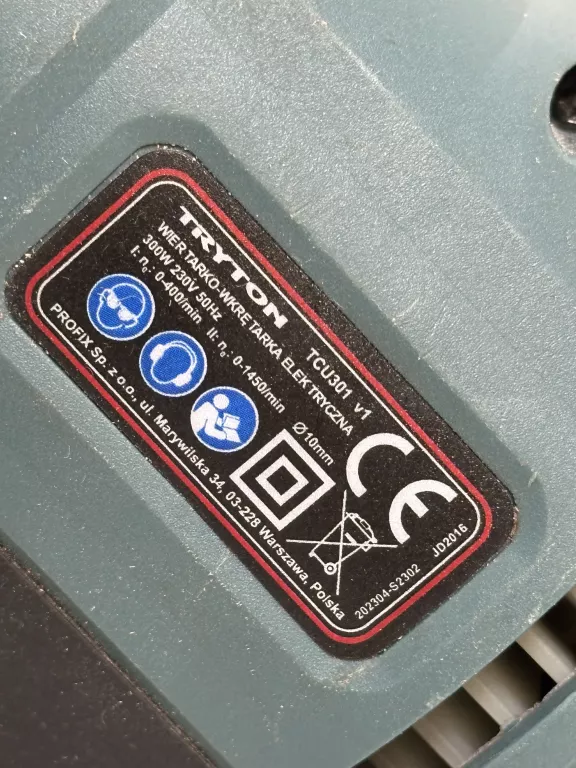 TRYTON TCU301 v1
WIERTARKO-WKRĘTARKA ELEKTRYCZNA
300W 230V 50Hz
I: n₀: 0-400/min II: n₀: 0-1450/min Ø10mm
CE
PROFIX Sp. z o.o., ul. Marywilska 34, 03-228 Warszawa, Polska
202304-S2302 JD2016